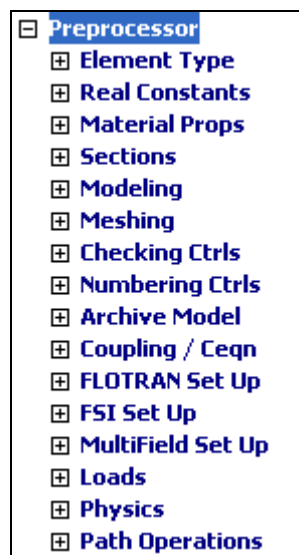 Preprocessor
Element Type
Real Constants
Material Props
Sections
Modeling
Meshing
Checking Ctrls
Numbering Ctrls
Archive Model
Coupling / Ceqn
FLOTRAN Set Up
FSI Set Up
MultiField Set Up
Loads
Physics
Path Operations